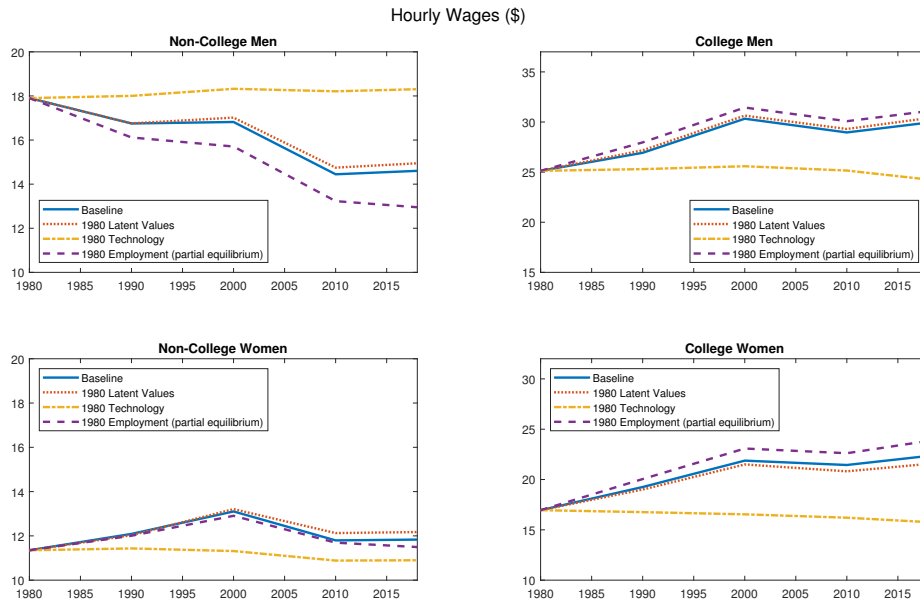 Hourly Wages ($)
Non-College Men
20
18
16
14
12
10
Baseline
1980 Latent Values
1980 Technology
1980 Employment (partial equilibrium)
1980 1985 1990 1995 2000 2005 2010 2015
College Men
35
30
25
20
15
Baseline
1980 Latent Values
1980 Technology
1980 Employment (partial equilibrium)
1980 1985 1990 1995 2000 2005 2010 2015
Non-College Women
20
18
16
14
12
10
Baseline
1980 Latent Values
1980 Technology
1980 Employment (partial equilibrium)
1980 1985 1990 1995 2000 2005 2010 2015
College Women
30
25
20
15
10
Baseline
1980 Latent Values
1980 Technology
1980 Employment (partial equilibrium)
1980 1985 1990 1995 2000 2005 2010 2015